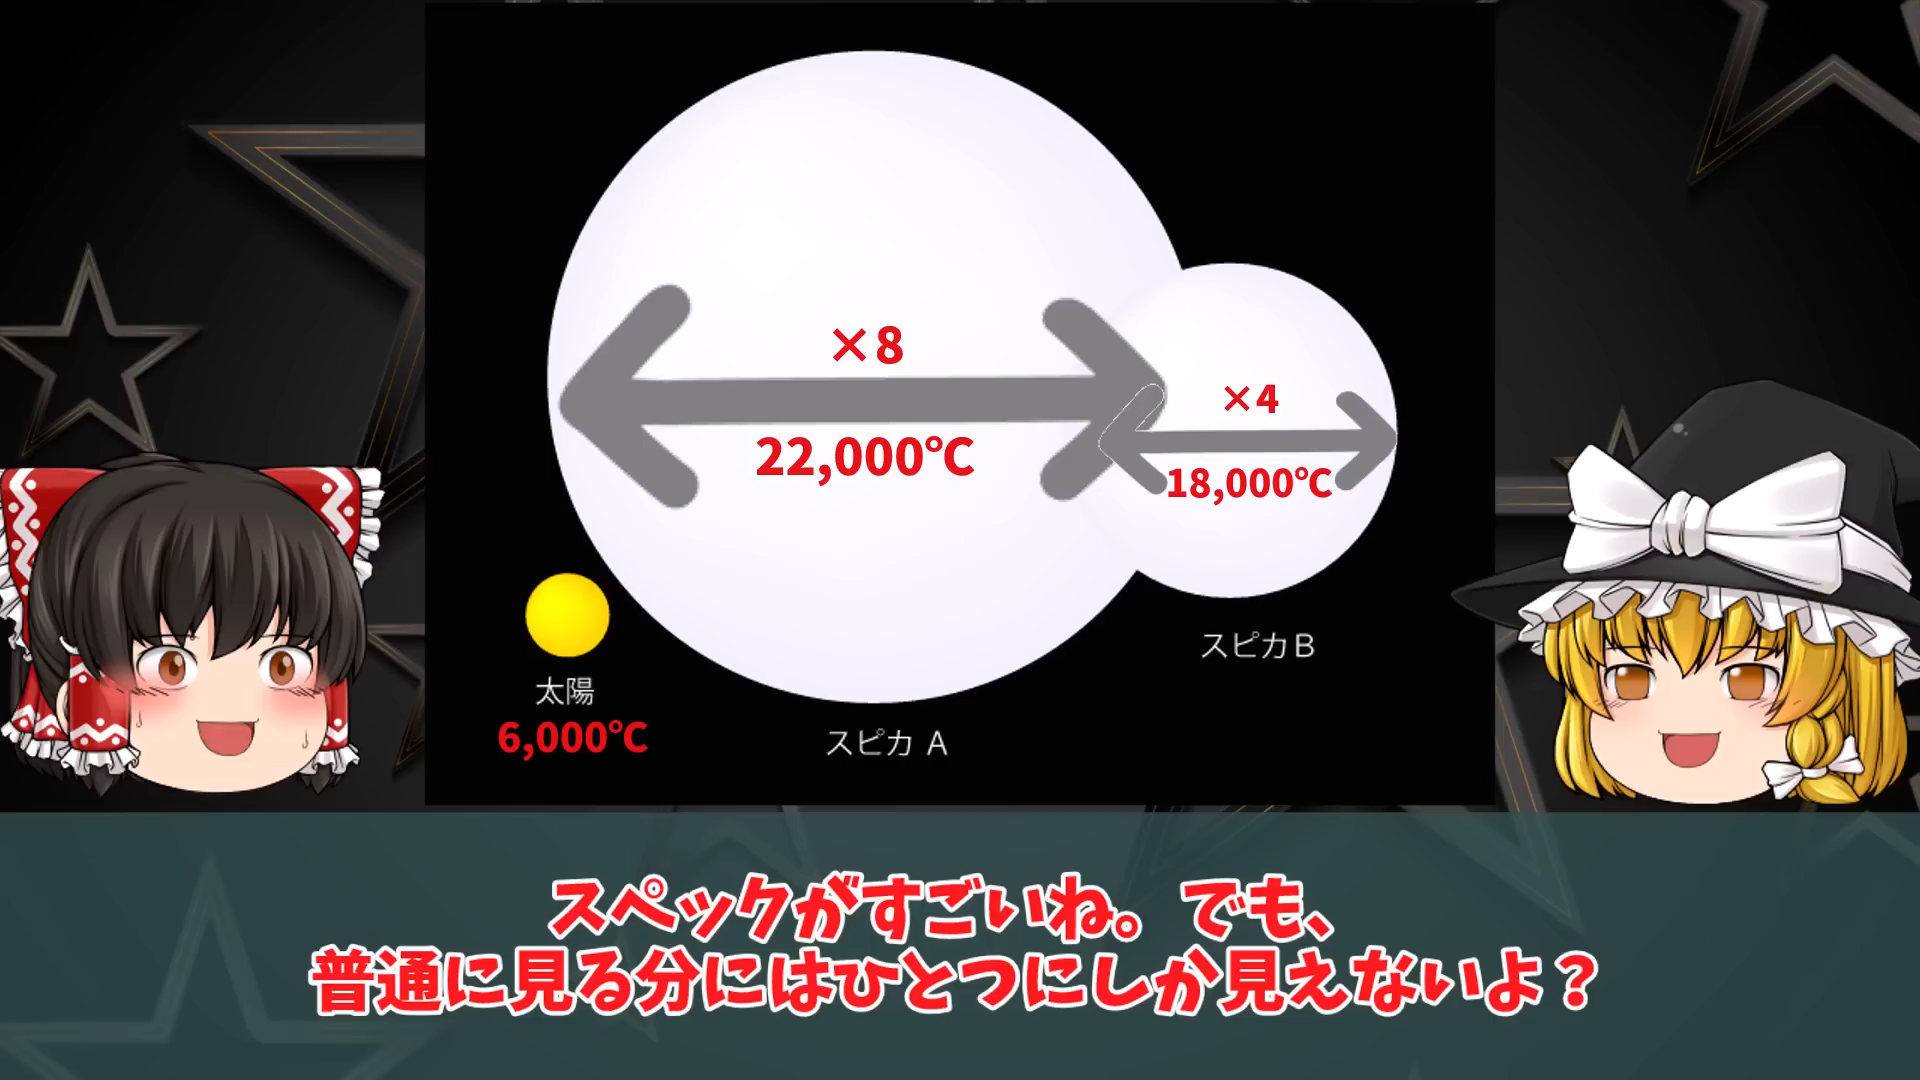 ×8
22,000℃
×4
18,000℃
スピカB
太陽
6,000℃
スピカ A
スペックがすごいね。でも、
普通に見る分にはひとつにしか見えないよ？